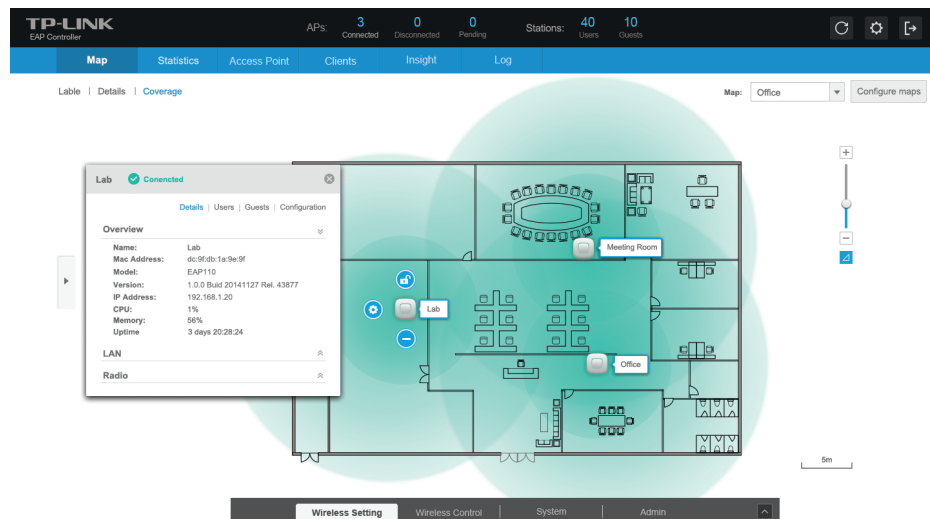 TP-LINK
EAP Controller
APs: 3 Connected 0 Disconnected 0 Pending Stations: 40 Users 10 Guests
Map Statistics Access Point Clients Insight Log
Lable | Details | Coverage
Map: Office Configure maps
Lab Conencted
Details | Users | Guests | Configuration
Overview
Name: Lab
Mac Address: dc:9f:db:1a:9e:9f
Model: EAP110
Version: 1.0.0 Buid 20141127 Rel. 43877
IP Address: 192.168.1.20
CPU: 1%
Memory: 56%
Uptime 3 days 20:28:24
LAN
Radio
Meeting Room
Lab
Office
5m
Wireless Setting Wireless Control System Admin